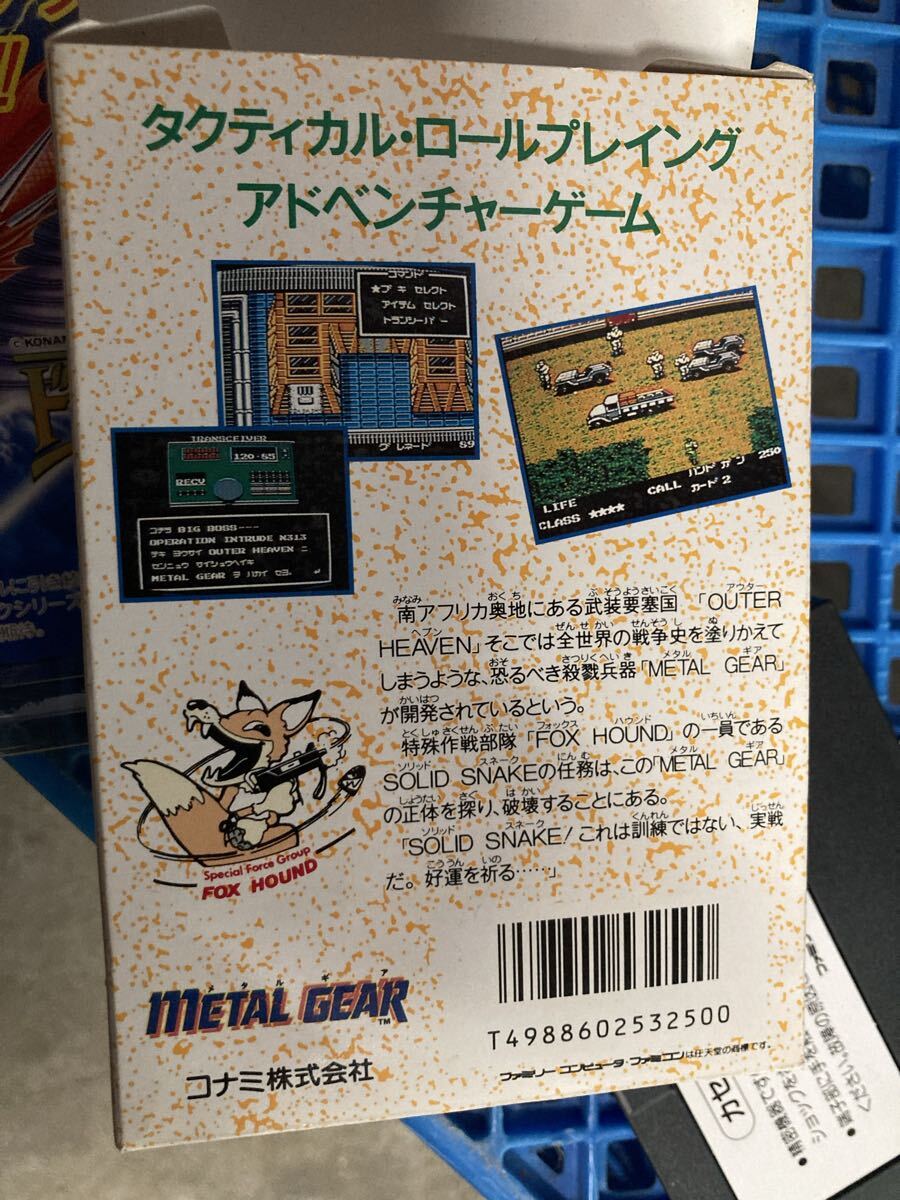 タクティカル・ロールプレイング
アドベンチャーゲーム
コマンド
★ブキ セレクト
アイテム セレクト
トランシーバー
グレネード 89
TRANSCEIVER
120.85
RECV
コチラ BIG BOSS---
OPERATION INTRUDE N313
テキ ヨウサイ OUTER HEAVEN ニ
センニュウ サイシュウヘイキ
METAL GEAR ヲ ハカイ セヨ.
LIFE
CLASS ★★★★
ハンド ガン 250
CALL カード 2
南アフリカ奥地にある武装要塞国「OUTER
HEAVEN」そこでは全世界の戦争史を塗りかえて
しまうような、恐るべき殺戮兵器「METAL GEAR」
が開発されているという。
特殊作戦部隊「FOX HOUND」の一員である
SOLID SNAKEの任務は、この「METAL GEAR」
の正体を探り、破壊することにある。
「SOLID SNAKE! これは訓練ではない、実戦
だ。好運を祈る……」
Special Force Group
FOX HOUND
メタルギア
METAL GEAR™
コナミ株式会社
T4988602532500
ファミリーコンピュータ・ファミコンは任天堂の商標です。
© KONAM